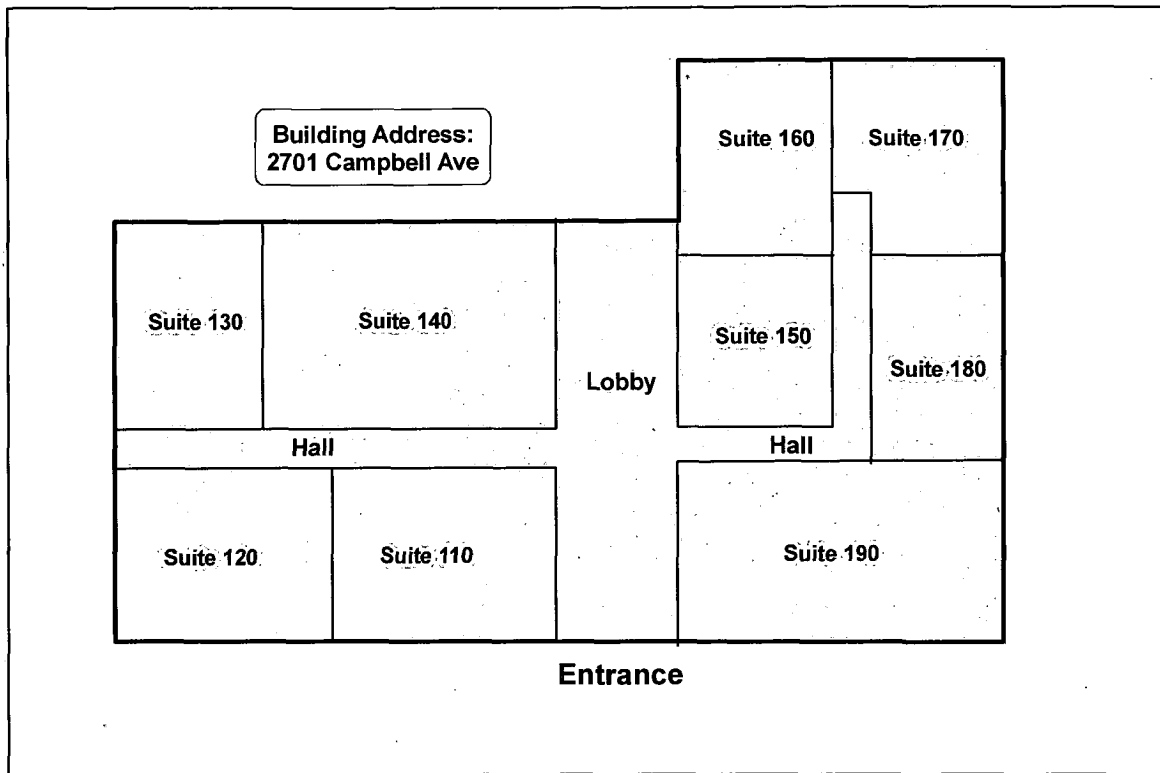 Building Address:
2701 Campbell Ave
Suite 160
Suite 170
Suite 130
Suite 140
Suite 150
Suite 180
Lobby
Hall
Hall
Suite 120
Suite 110
Suite 190
Entrance